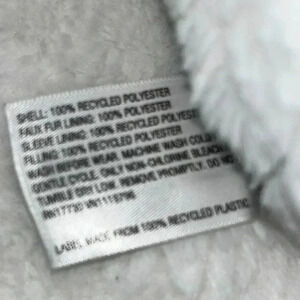 SHELL: 100% RECYCLED POLYESTER
FAUX FUR LINING: 100% POLYESTER
SLEEVE LINING: 100% RECYCLED POLYESTER
FILLING: 100% RECYCLED POLYESTER
WASH BEFORE WEAR. MACHINE WASH COLD
GENTLE CYCLE. ONLY NON-CHLORINE BLEACH
TUMBLE DRY LOW. REMOVE PROMPTLY. DO NOT
LABEL MADE FROM 100% RECYCLED PLASTIC